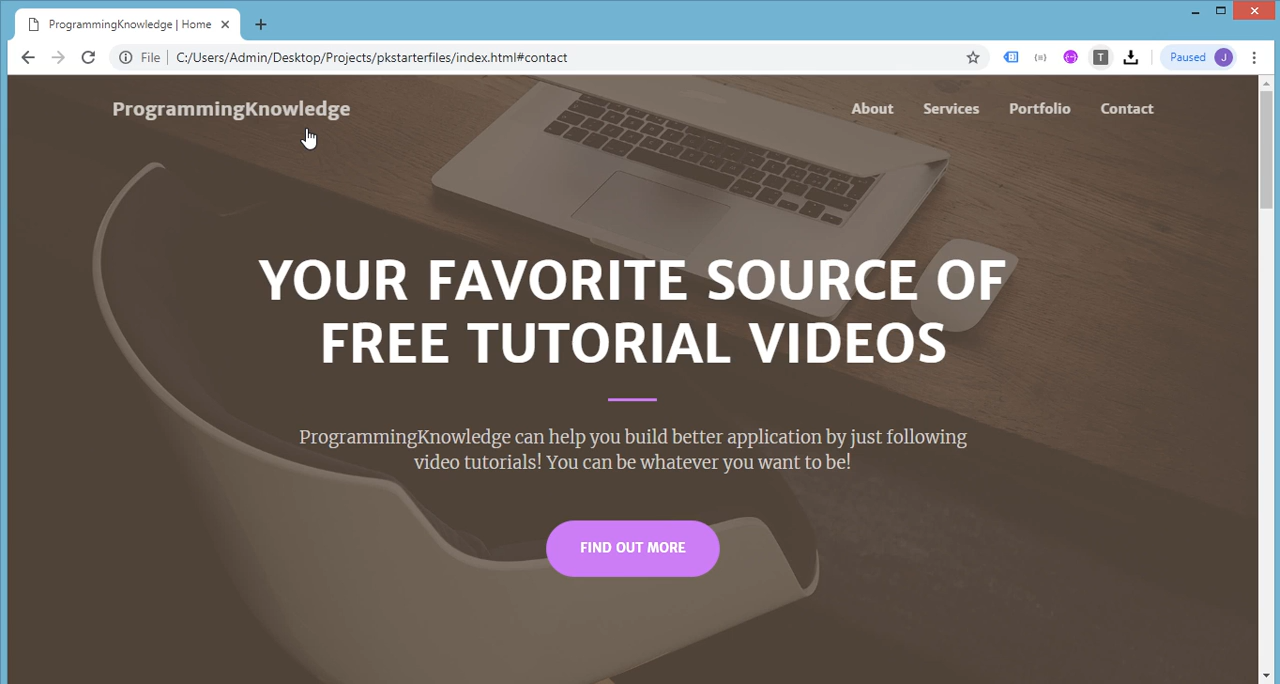 ProgrammingKnowledge | Home
File
C:/Users/Admin/Desktop/Projects/pkstarterfiles/index.html#contact
T
Paused
J
ProgrammingKnowledge
About
Services
Portfolio
Contact
YOUR FAVORITE SOURCE OF
FREE TUTORIAL VIDEOS
ProgrammingKnowledge can help you build better application by just following
video tutorials! You can be whatever you want to be!
FIND OUT MORE